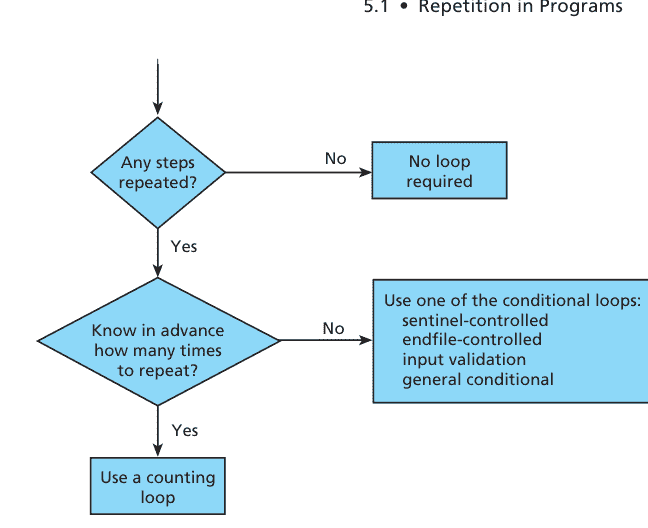 5.1 • Repetition in Programs
Any steps
repeated?
No
No loop
required
Yes
Know in advance
how many times
to repeat?
No
Use one of the conditional loops:
sentinel-controlled
endfile-controlled
input validation
general conditional
Yes
Use a counting
loop